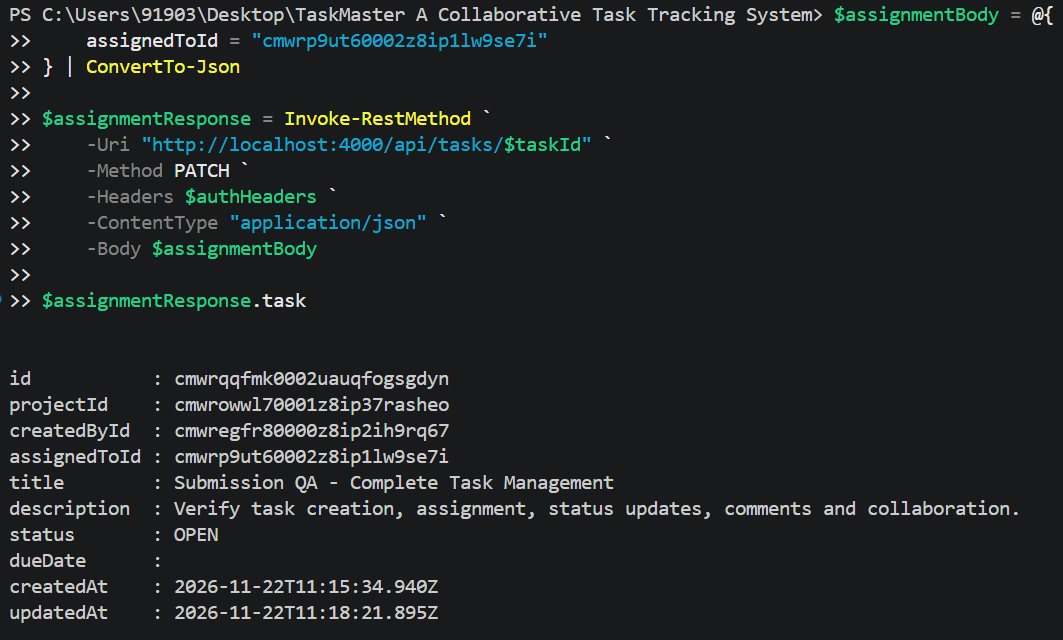 PS C:\Users\91903\Desktop\TaskMaster A Collaborative Task Tracking System> $assignmentBody = @{
>>     assignedToId = "cmwrp9ut60002z8ip1lw9se7i"
>> } | ConvertTo-Json
>>
>> $assignmentResponse = Invoke-RestMethod `
>>     -Uri "http://localhost:4000/api/tasks/$taskId" `
>>     -Method PATCH `
>>     -Headers $authHeaders `
>>     -ContentType "application/json" `
>>     -Body $assignmentBody
>>
>> $assignmentResponse.task
id           : cmwrqqfmk0002uauqfogsgdyn
projectId    : cmwrowwl70001z8ip37rasheo
createdById  : cmwregfr80000z8ip2ih9rq67
assignedToId : cmwrp9ut60002z8ip1lw9se7i
title        : Submission QA - Complete Task Management
description  : Verify task creation, assignment, status updates, comments and collaboration.
status       : OPEN
dueDate      :
createdAt    : 2026-11-22T11:15:34.940Z
updatedAt    : 2026-11-22T11:18:21.895Z